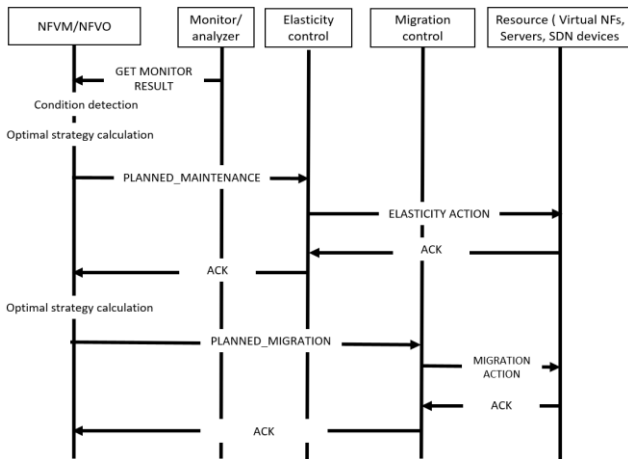 NFVM/NFVO
Monitor/
analyzer
Elasticity
control
Migration
control
Resource ( Virtual NFs,
Servers, SDN devices
GET MONITOR
RESULT
Condition detection
Optimal strategy calculation
PLANNED_MAINTENANCE
ELASTICITY ACTION
ACK
ACK
Optimal strategy calculation
PLANNED_MIGRATION
MIGRATION
ACTION
ACK
ACK